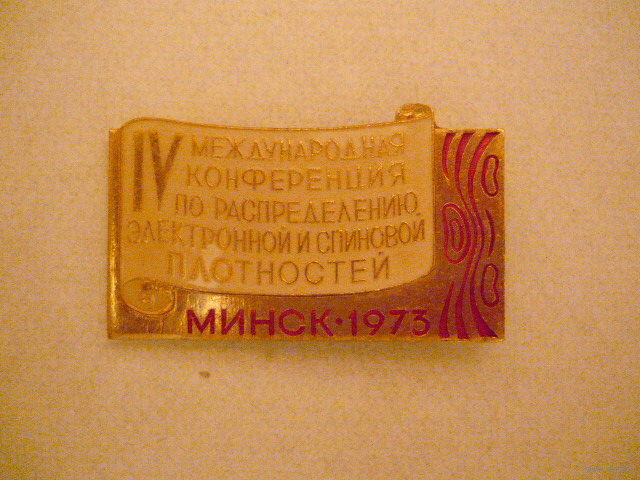 IV МЕЖДУНАРОДНАЯ
КОНФЕРЕНЦИЯ
ПО РАСПРЕДЕЛЕНИЮ
ЭЛЕКТРОННОЙ И СПИНОВОЙ
ПЛОТНОСТЕЙ
МИНСК·1973